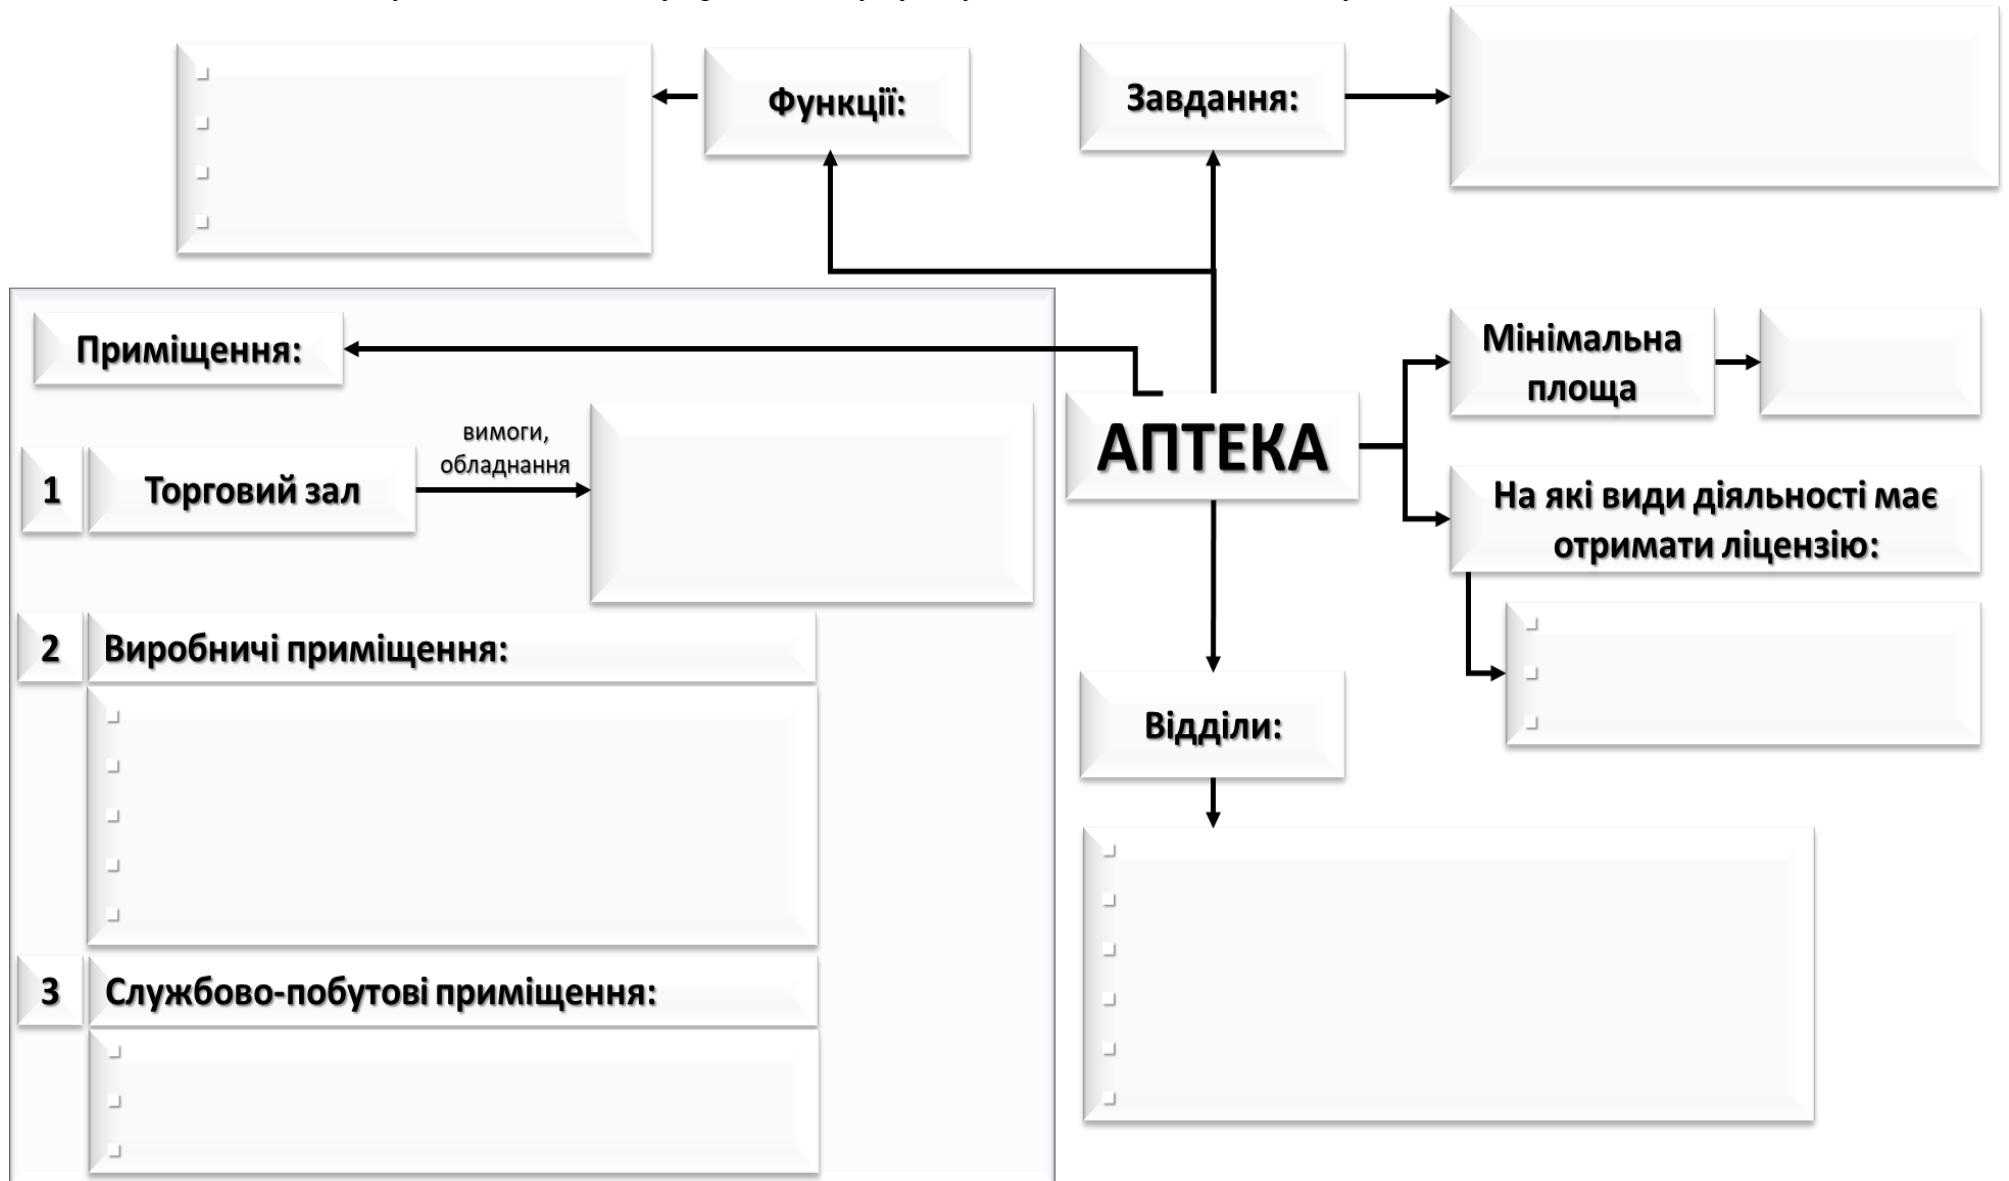 Функції:
Завдання:
Приміщення:
Мінімальна
площа
вимоги,
обладнання
АПТЕКА
1
Торговий зал
На які види діяльності має
отримати ліцензію:
2
Виробничі приміщення:
Відділи:
3
Службово-побутові приміщення: